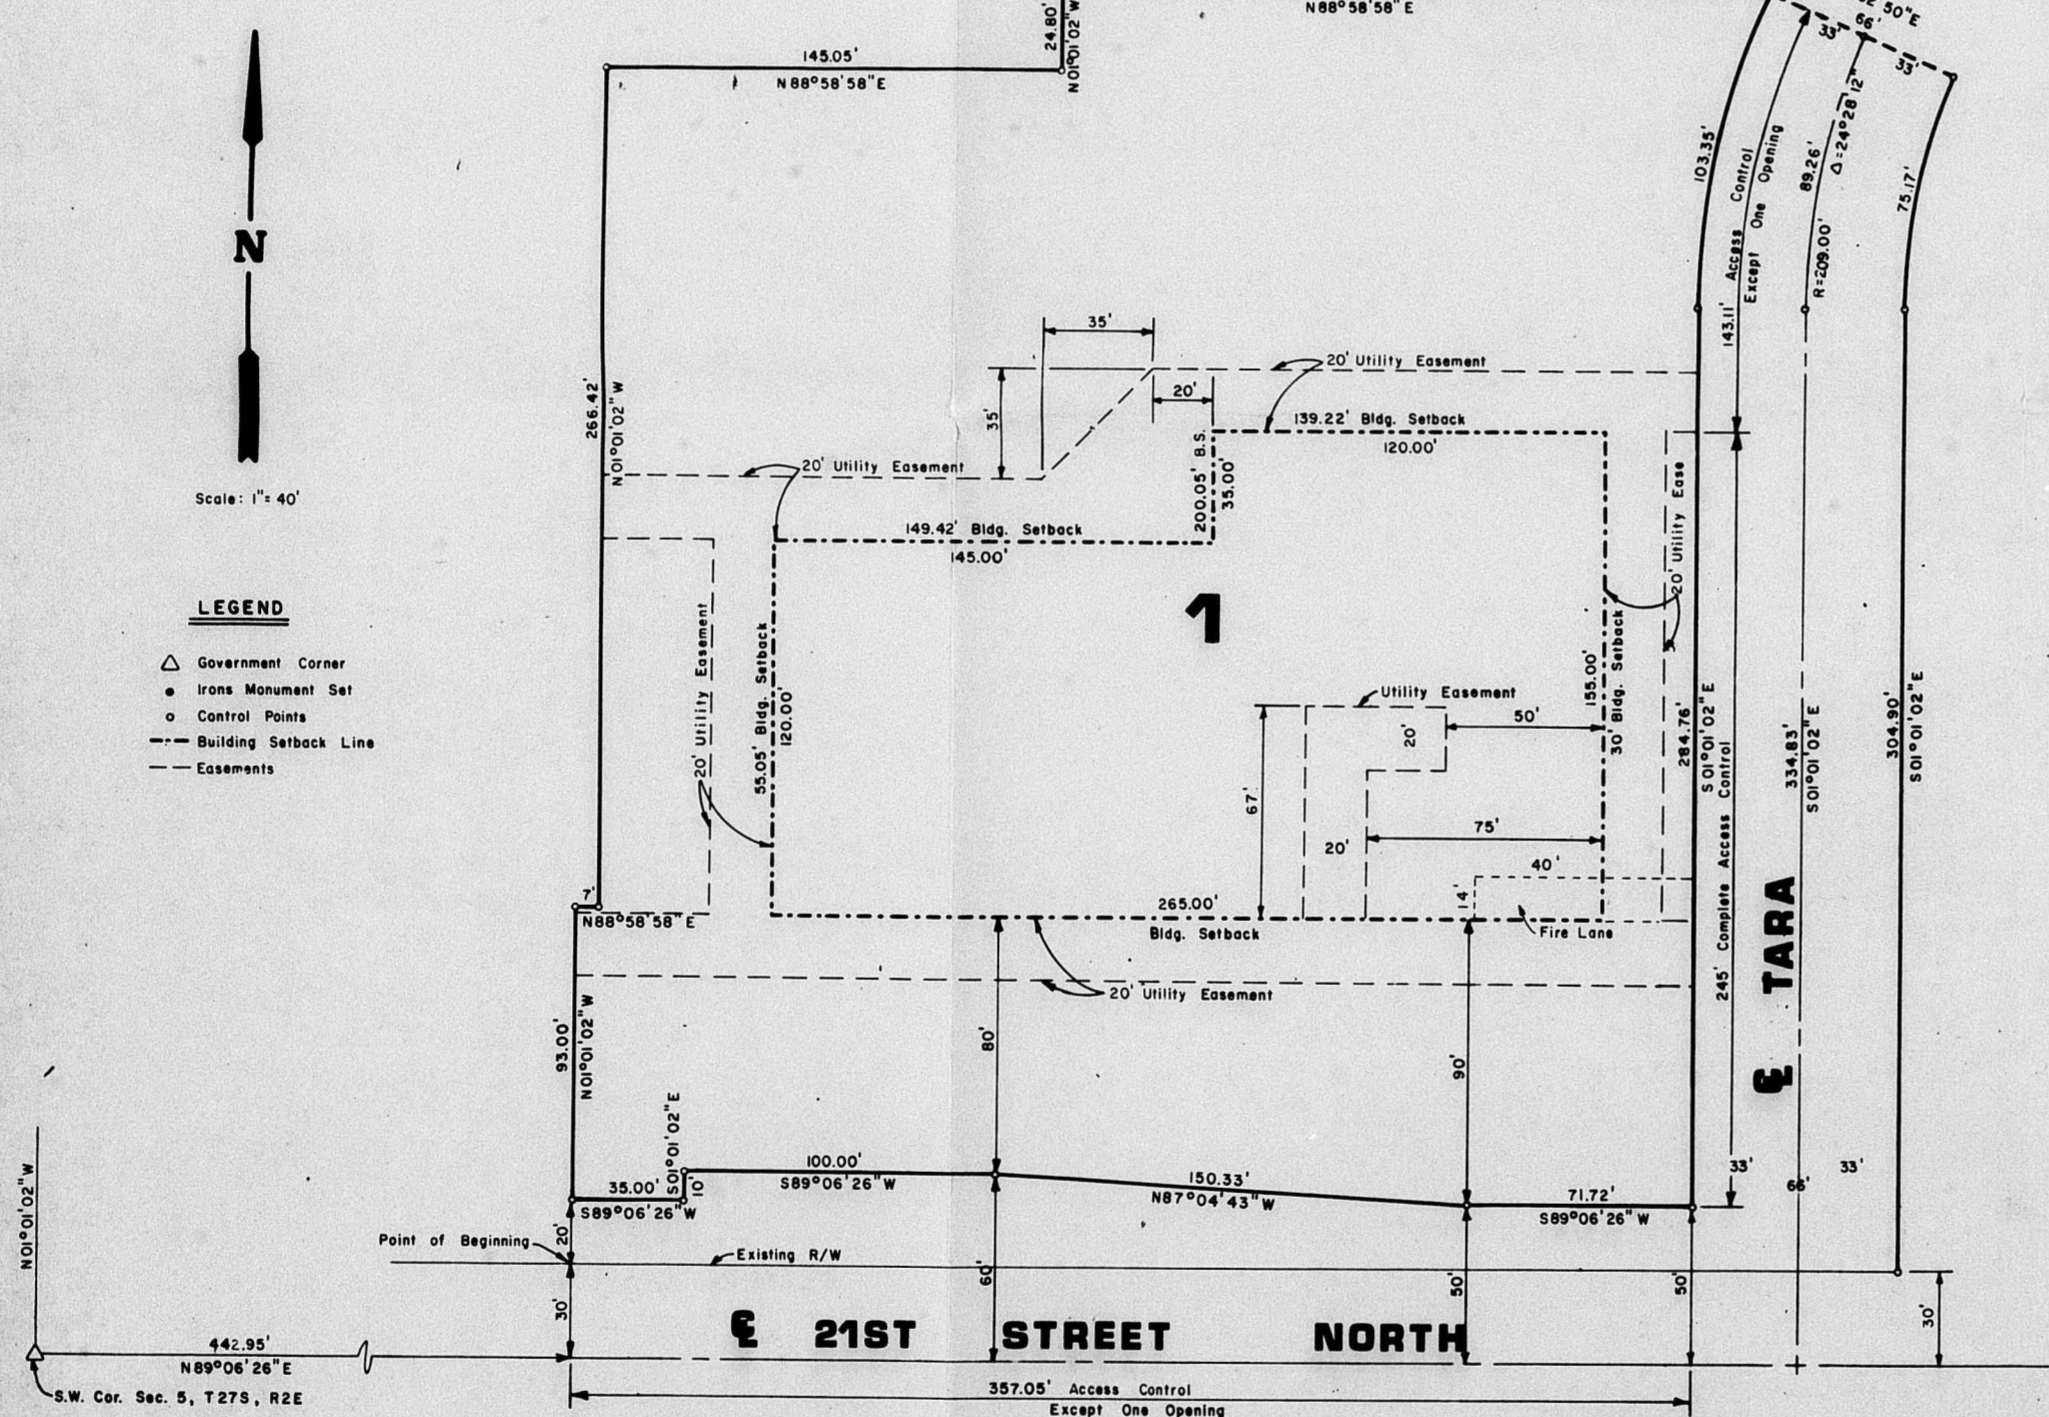 N88°58'58"E
50"E
66'
33'
33'
24.80'
N01°01'02"W
145.05'
N88°58'58"E
103.35'
143.11' Access Control
Except One Opening
89.26'
Δ=24°28'12"
R=209.00'
75.17'
N
Scale: 1"= 40'
LEGEND
Government Corner
Irons Monument Set
Control Points
Building Setback Line
Easements
266.42'
N01°01'02"W
35'
35'
20' Utility Easement
20'
139.22' Bldg. Setback
120.00'
200.05' B.S.
35.00'
20' Utility Easement
149.42' Bldg. Setback
145.00'
20' Utility Ease
1
20' Utility Easement
55.05' Bldg. Setback
120.00'
155.00'
30' Bldg. Setback
Utility Easement
20'
50'
67'
20'
75'
40'
14'
Fire Lane
265.00'
Bldg. Setback
284.76'
S01°01'02"E
245' Complete Access Control
334.83'
S01°01'02"E
304.90'
S01°01'02"E
℄ TARA
7'
N88°58'58"E
20' Utility Easement
93.00'
N01°01'02"W
80'
90'
S01°01'02"E
10'
35.00'
S89°06'26"W
100.00'
S89°06'26"W
150.33'
N87°04'43"W
71.72'
S89°06'26"W
33'
33'
66'
N01°01'02"W
Point of Beginning
20'
Existing R/W
30'
60'
50'
50'
30'
℄ 21ST STREET NORTH
442.95'
N89°06'26"E
S.W. Cor. Sec. 5, T27S, R2E
357.05' Access Control
Except One Opening